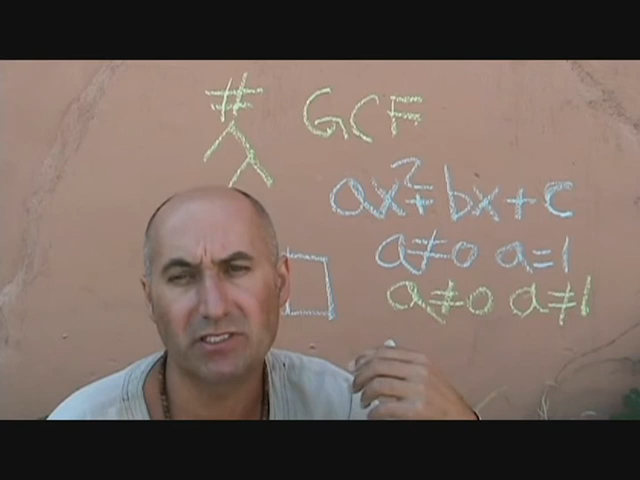 # GCF
ax²+bx+c
a≠0 a=1
a≠0 a≠1